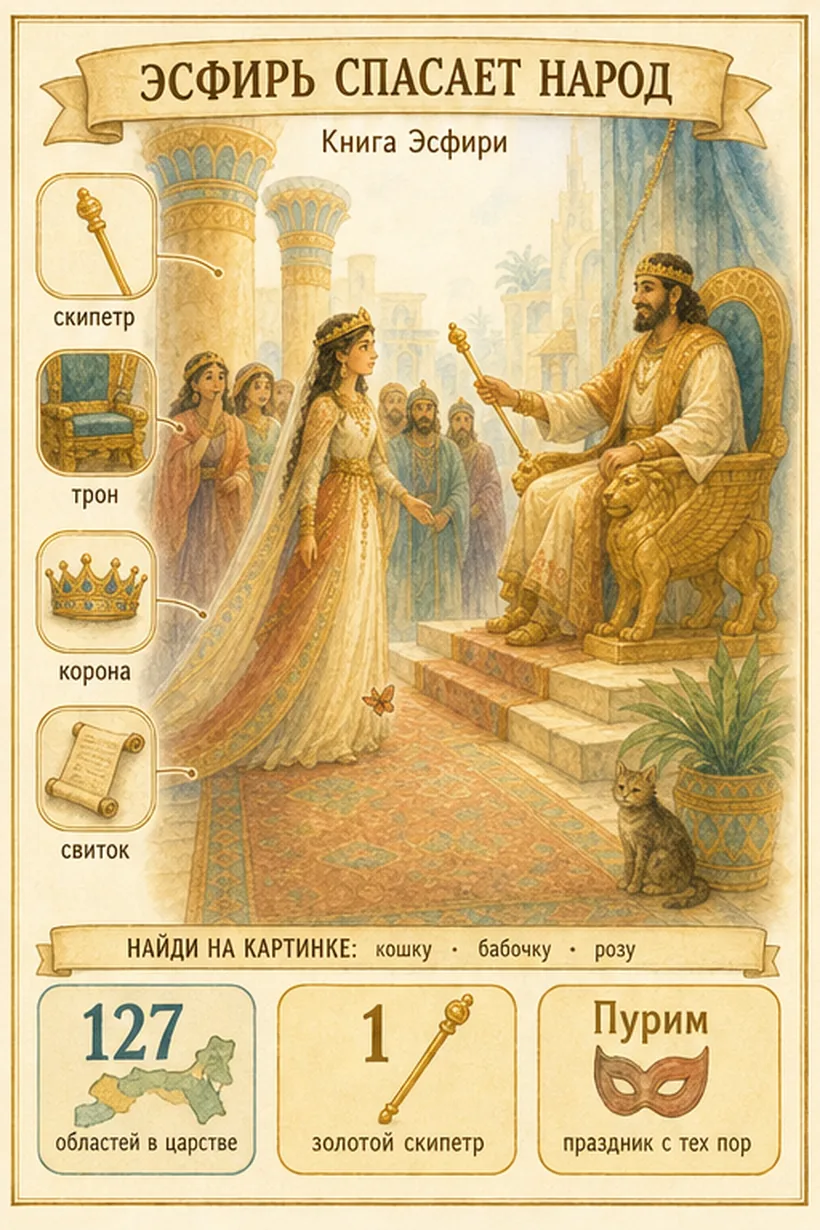 ЭСФИРЬ СПАСАЕТ НАРОД
Книга Эсфири
скипетр
трон
корона
свиток
НАЙДИ НА КАРТИНКЕ: кошку · бабочку · розу
127
областей в царстве
1
золотой скипетр
Пурим
праздник с тех пор